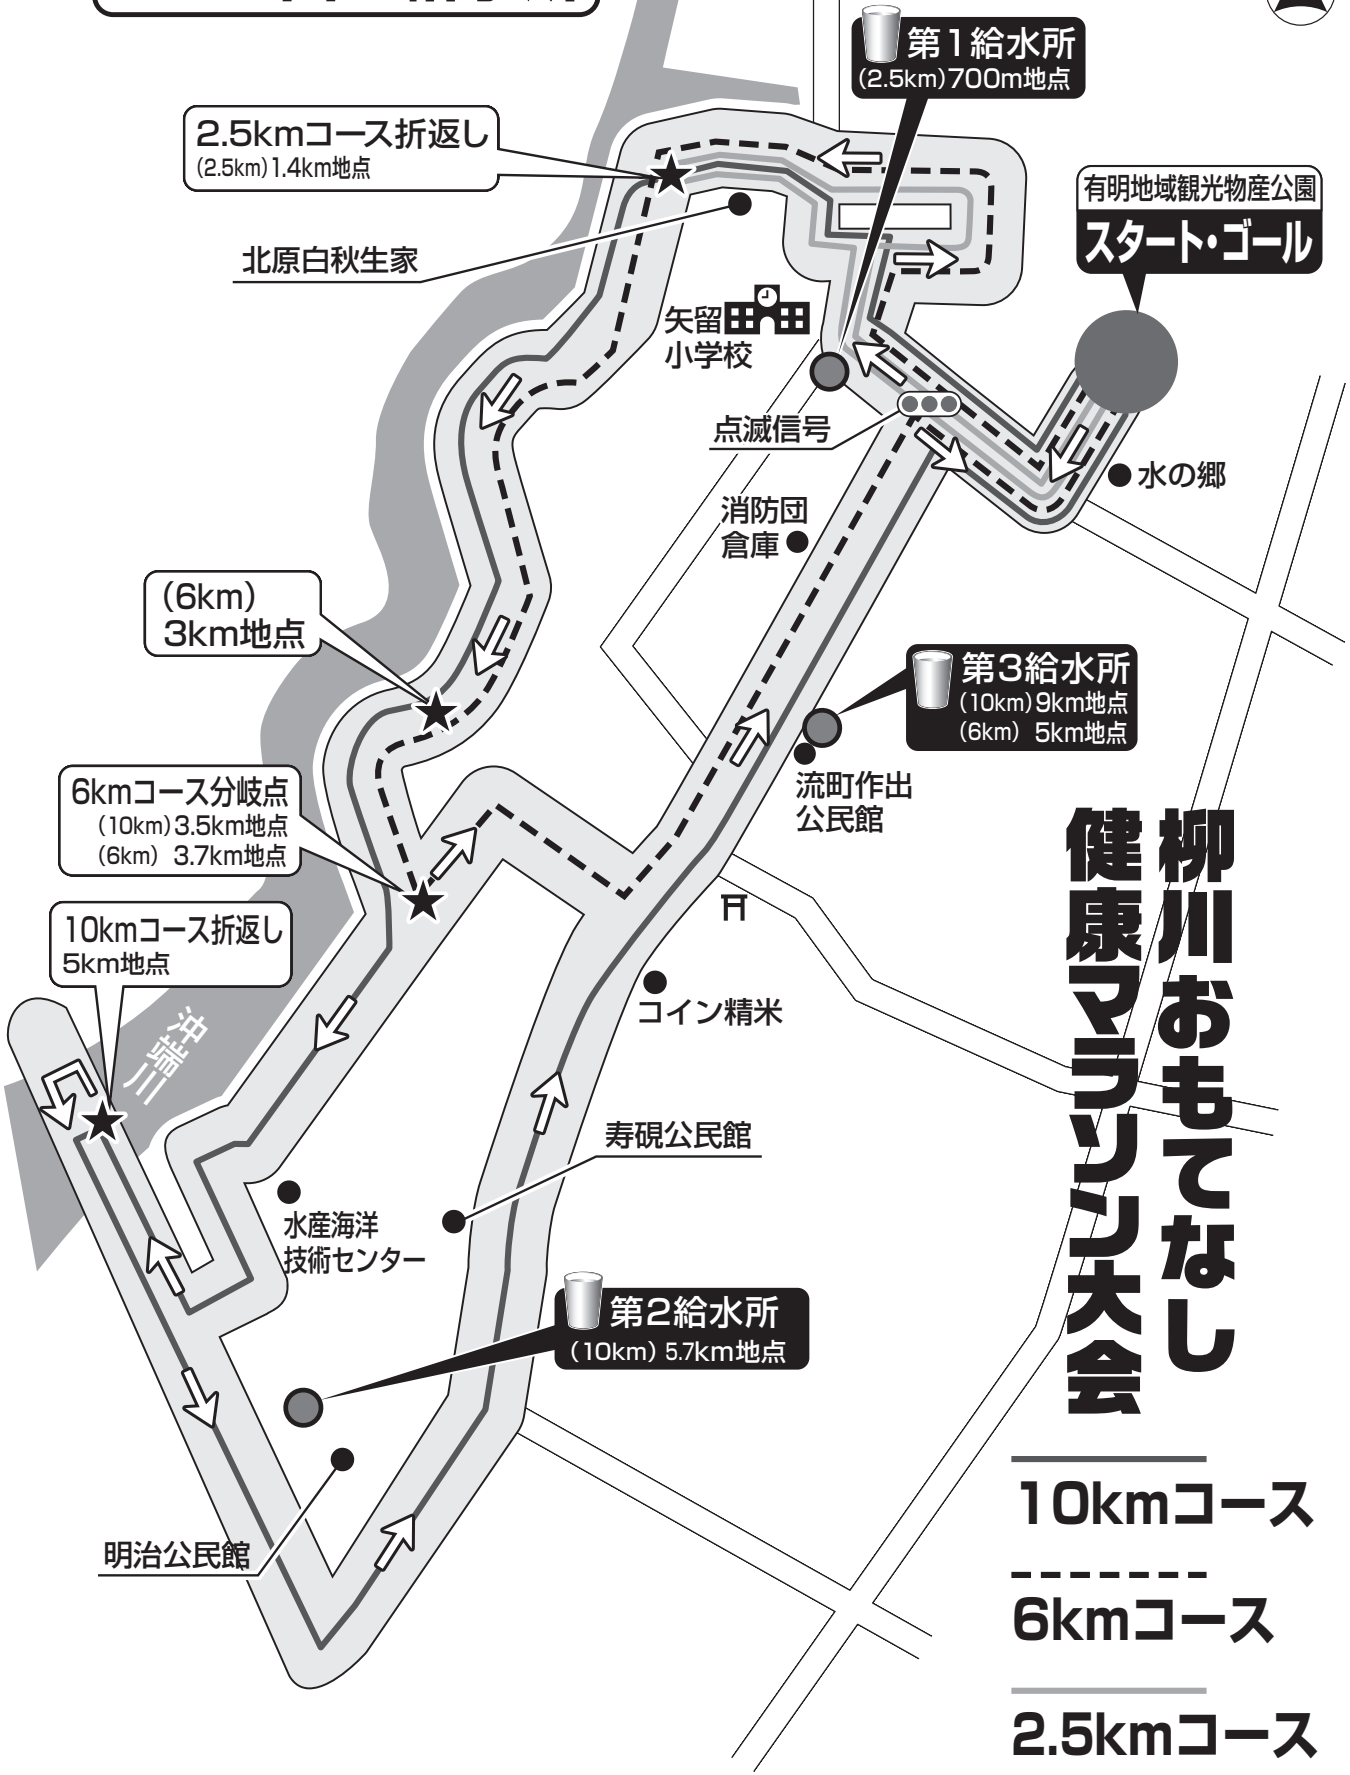 第1給水所
(2.5km)700m地点
2.5kmコース折返し
(2.5km)1.4km地点
有明地域観光物産公園
スタート・ゴール
北原白秋生家
矢留
小学校
点滅信号
水の郷
消防団
倉庫
(6km)
3km地点
第3給水所
(10km)9km地点
(6km) 5km地点
流町作出
公民館
6kmコース分岐点
(10km)3.5km地点
(6km) 3.7km地点
10kmコース折返し
5km地点
沖端川
コイン精米
寿硯公民館
水産海洋
技術センター
第2給水所
(10km) 5.7km地点
明治公民館
柳川おもてなし
健康マラソン大会
10kmコース
6kmコース
2.5kmコース